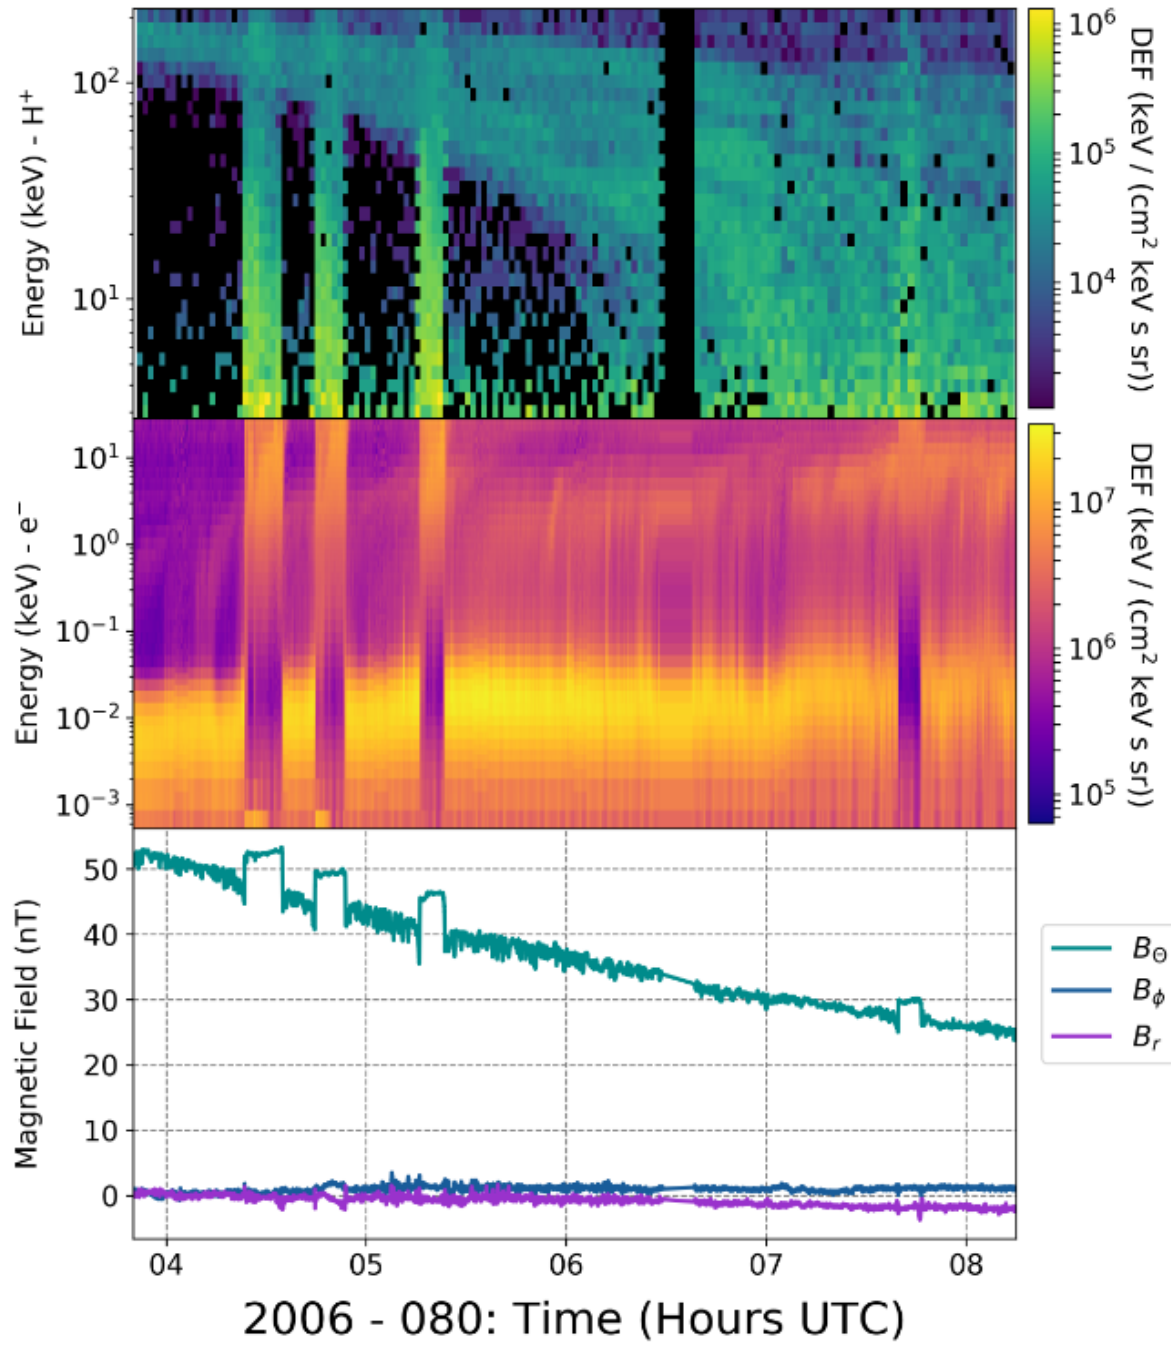 Energy (keV) - H⁺
10²
10¹
10⁶
10⁵
10⁴
DEF (keV / (cm² keV s sr))
Energy (keV) - e⁻
10¹
10⁰
10⁻¹
10⁻²
10⁻³
10⁷
10⁶
10⁵
DEF (keV / (cm² keV s sr))
Magnetic Field (nT)
50
40
30
20
10
0
B_Θ
B_ϕ
B_r
04 05 06 07 08
2006 - 080: Time (Hours UTC)